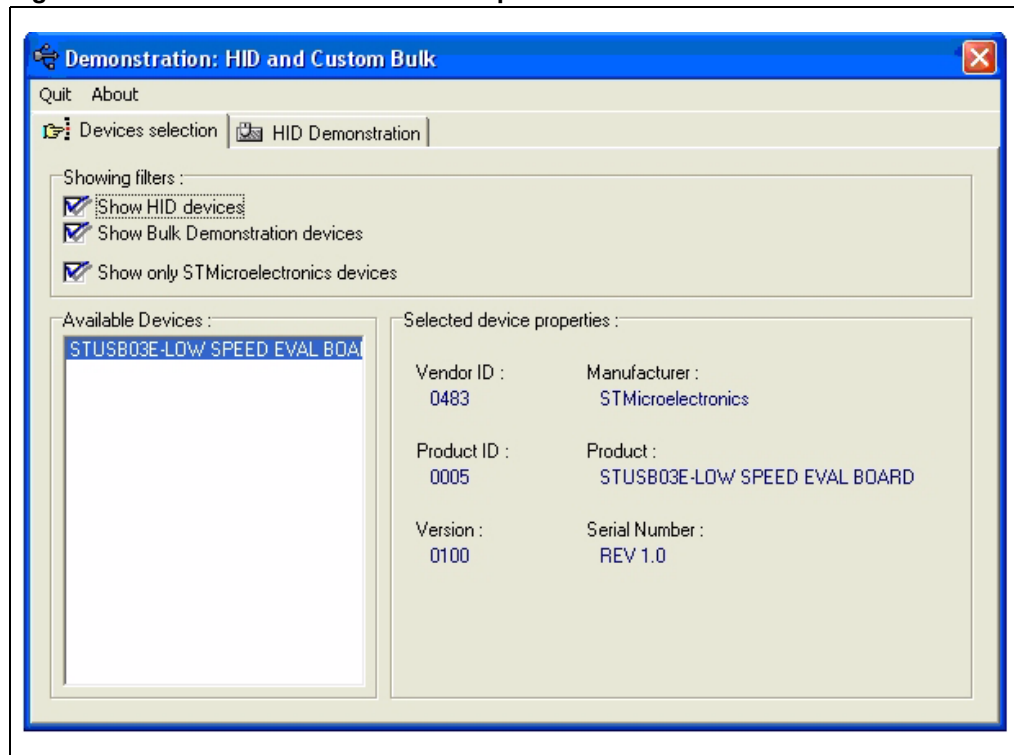 Demonstration: HID and Custom Bulk
Quit About
Devices selection HID Demonstration
Showing filters :
Show HID devices
Show Bulk Demonstration devices
Show only STMicroelectronics devices
Available Devices :
STUSB03E-LOW SPEED EVAL BOA
Selected device properties :
Vendor ID : Manufacturer :
0483 STMicroelectronics
Product ID : Product :
0005 STUSB03E-LOW SPEED EVAL BOARD
Version : Serial Number :
0100 REV 1.0